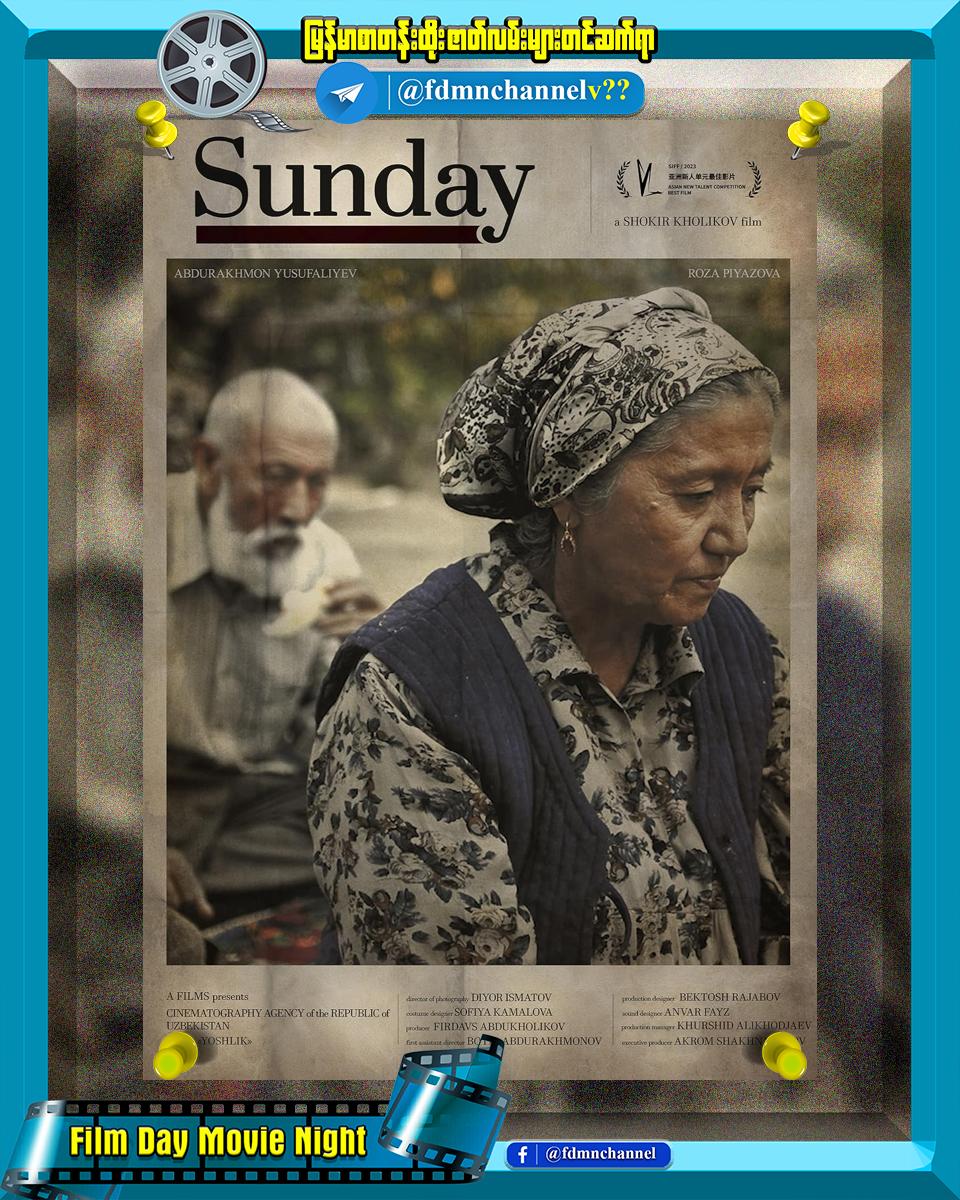 မြန်မာစာတန်းထိုးဇာတ်လမ်းများတင်ဆက်ရာ
@fdmnchannelv??
Sunday
SIFF / 2023
亚洲新人单元最佳影片
ASIAN NEW TALENT COMPETITION
BEST FILM
a SHOKIR KHOLIKOV film
ABDURAKHMON YUSUFALIYEV
ROZA PIYAZOVA
A FILMS presents
CINEMATOGRAPHY AGENCY of the REPUBLIC of
UZBEKISTAN
«YOSHLIK»
director of photography DIYOR ISMATOV
costume designer SOFIYA KAMALOVA
producer FIRDAVS ABDUKHOLIKOV
first assistant director ABDURAKHMONOV
production designer BEKTOSH RAJABOV
sound designer ANVAR FAYZ
production manager KHURSHID ALIKHODJAEV
executive producer AKROM
Film Day Movie Night
@fdmnchannel